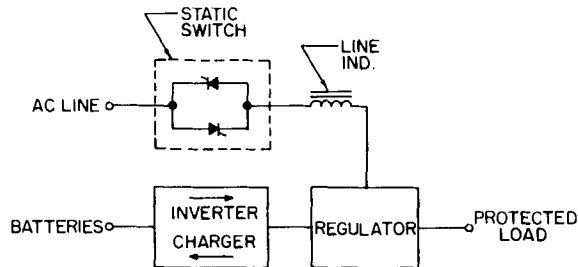 STATIC
SWITCH
LINE
IND.
AC LINE
BATTERIES
INVERTER
CHARGER
REGULATOR
PROTECTED
LOAD